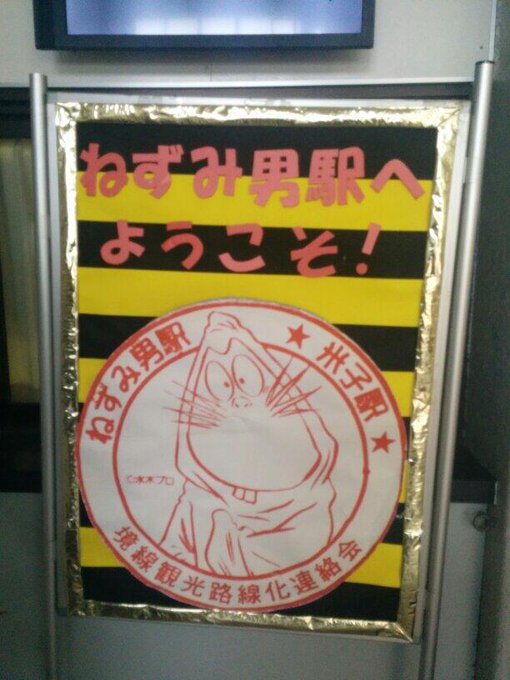 ねずみ男駅へ
ようこそ!
ねずみ男駅 ★ 米子駅 ★
©水木プロ
境線観光路線化連絡会